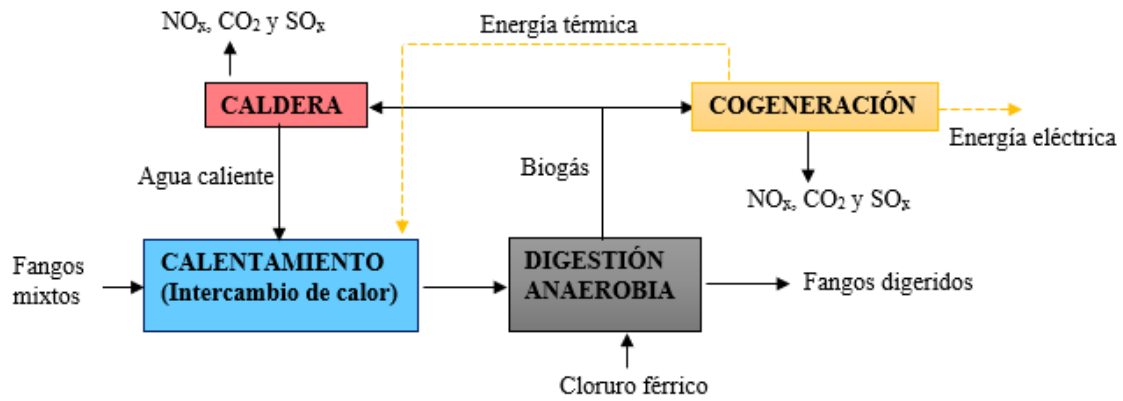 NOₓ, CO₂ y SOₓ
Energía térmica
CALDERA
COGENERACIÓN
Energía eléctrica
Agua caliente
Biogás
NOₓ, CO₂ y SOₓ
Fangos
mixtos
CALENTAMIENTO
(Intercambio de calor)
DIGESTIÓN
ANAEROBIA
Fangos digeridos
Cloruro férrico